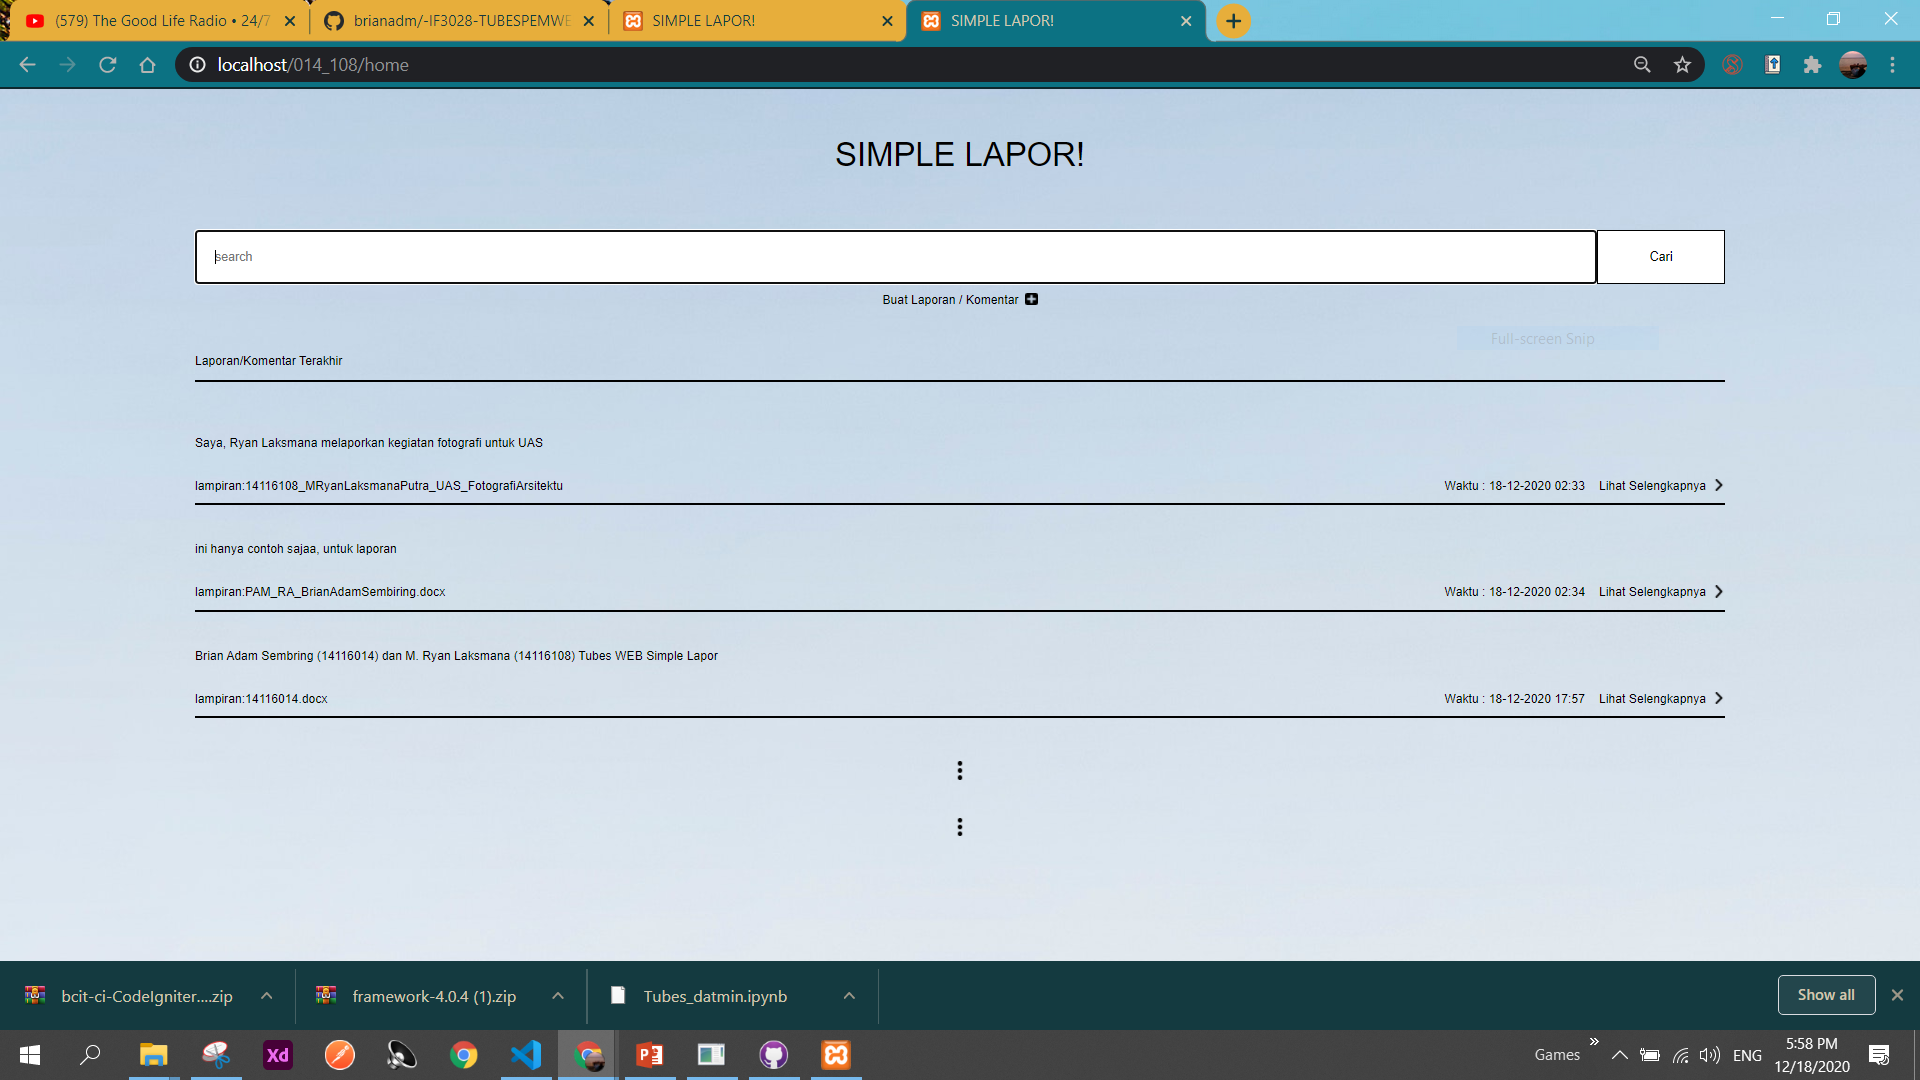 (579) The Good Life Radio • 24/7
brianadm/-IF3028-TUBESPEMWE
SIMPLE LAPOR!
SIMPLE LAPOR!
localhost/014_108/home
SIMPLE LAPOR!
search
Cari
Buat Laporan / Komentar
Full-screen Snip
Laporan/Komentar Terakhir
Saya, Ryan Laksmana melaporkan kegiatan fotografi untuk UAS
lampiran:14116108_MRyanLaksmanaPutra_UAS_FotografiArsitektu
Waktu : 18-12-2020 02:33 Lihat Selengkapnya
ini hanya contoh sajaa, untuk laporan
lampiran:PAM_RA_BrianAdamSembiring.docx
Waktu : 18-12-2020 02:34 Lihat Selengkapnya
Brian Adam Sembring (14116014) dan M. Ryan Laksmana (14116108) Tubes WEB Simple Lapor
lampiran:14116014.docx
Waktu : 18-12-2020 17:57 Lihat Selengkapnya
bcit-ci-CodeIgniter....zip
framework-4.0.4 (1).zip
Tubes_datmin.ipynb
Show all
Xd
Games
ENG
5:58 PM
12/18/2020